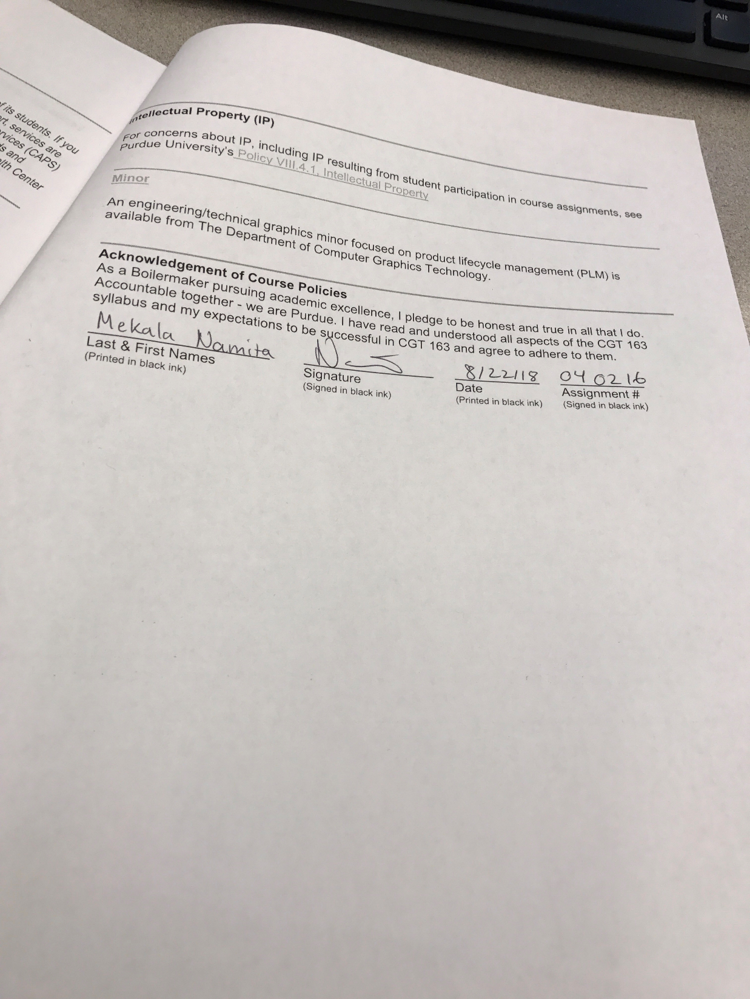 f its students. If you
rt, services are
rvices (CAPS)
ds and
alth Center
Intellectual Property (IP)
For concerns about IP, including IP resulting from student participation in course assignments, see
Purdue University's Policy VIII.4.1, Intellectual Property
Minor
An engineering/technical graphics minor focused on product lifecycle management (PLM) is
available from The Department of Computer Graphics Technology.
Acknowledgement of Course Policies
As a Boilermaker pursuing academic excellence, I pledge to be honest and true in all that I do.
Accountable together - we are Purdue. I have read and understood all aspects of the CGT 163
syllabus and my expectations to be successful in CGT 163 and agree to adhere to them.
Mekala Namita
8/22/18 04 02 16
Last & First Names Signature Date Assignment #
(Printed in black ink) (Signed in black ink) (Printed in black ink) (Signed in black ink)
Alt